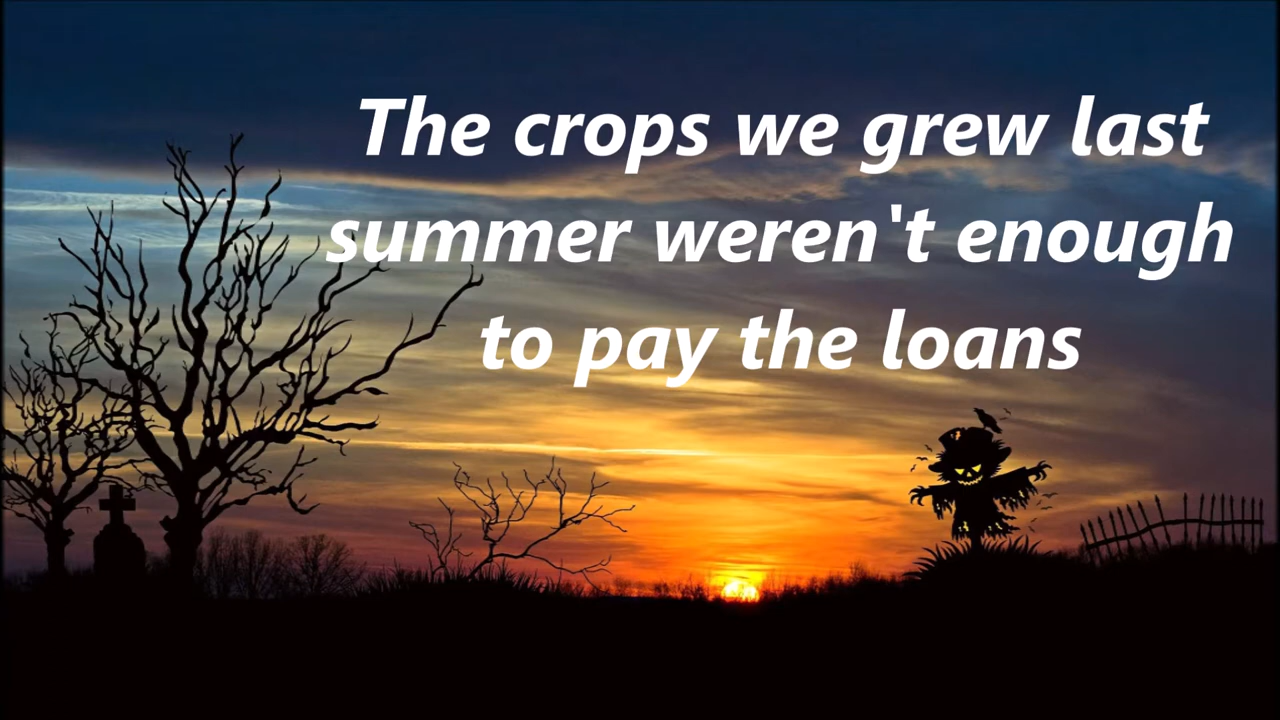 The crops we grew last
summer weren't enough
to pay the loans